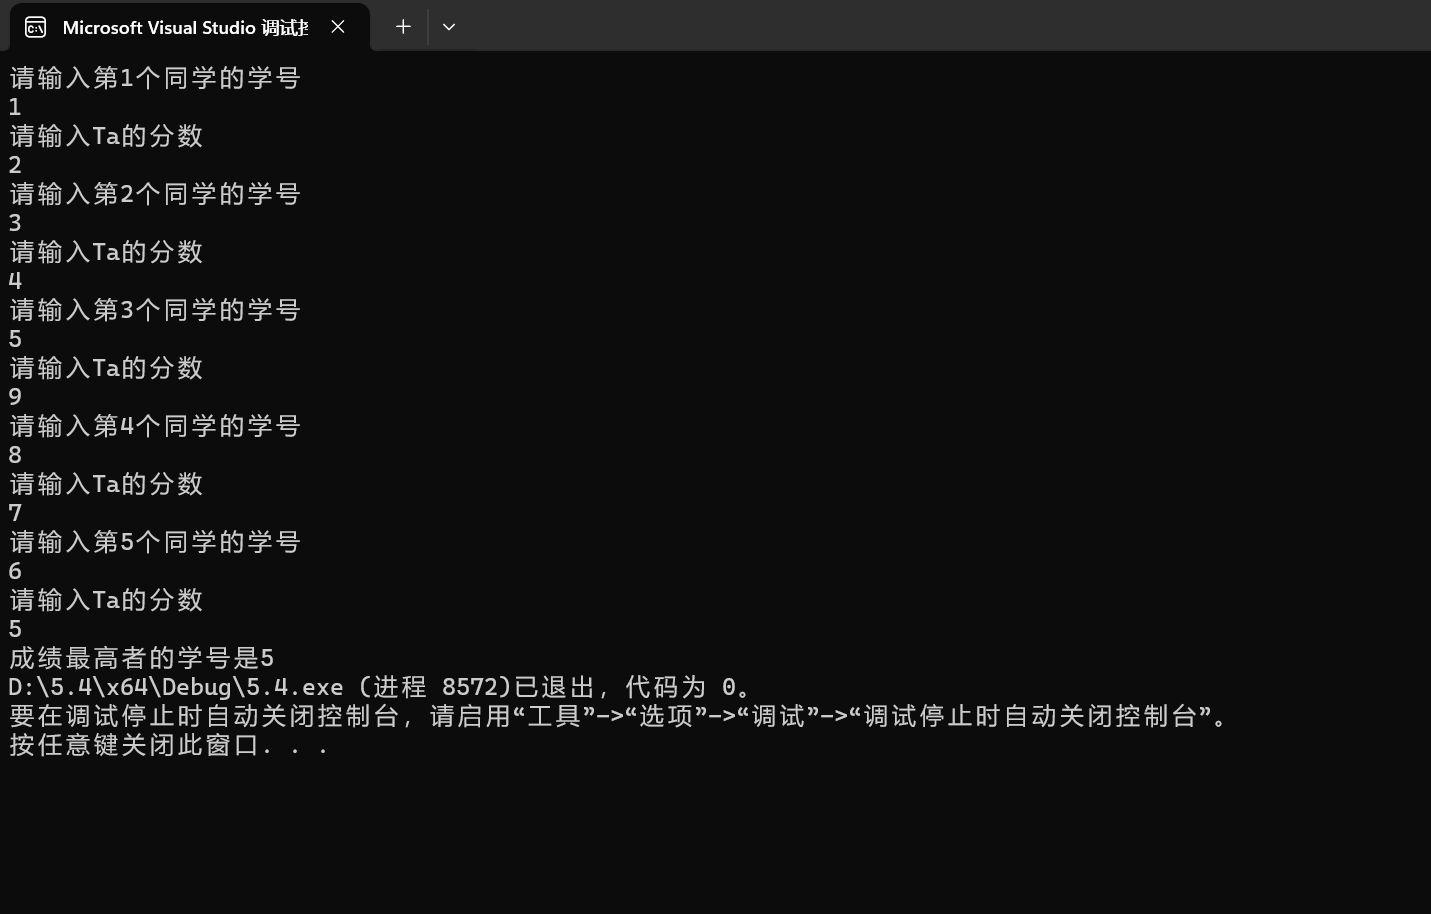 Microsoft Visual Studio 调试
请输入第1个同学的学号
1
请输入Ta的分数
2
请输入第2个同学的学号
3
请输入Ta的分数
4
请输入第3个同学的学号
5
请输入Ta的分数
9
请输入第4个同学的学号
8
请输入Ta的分数
7
请输入第5个同学的学号
6
请输入Ta的分数
5
成绩最高者的学号是5
D:\5.4\x64\Debug\5.4.exe (进程 8572)已退出，代码为 0。
要在调试停止时自动关闭控制台，请启用“工具”->“选项”->“调试”->“调试停止时自动关闭控制台”。
按任意键关闭此窗口. . .